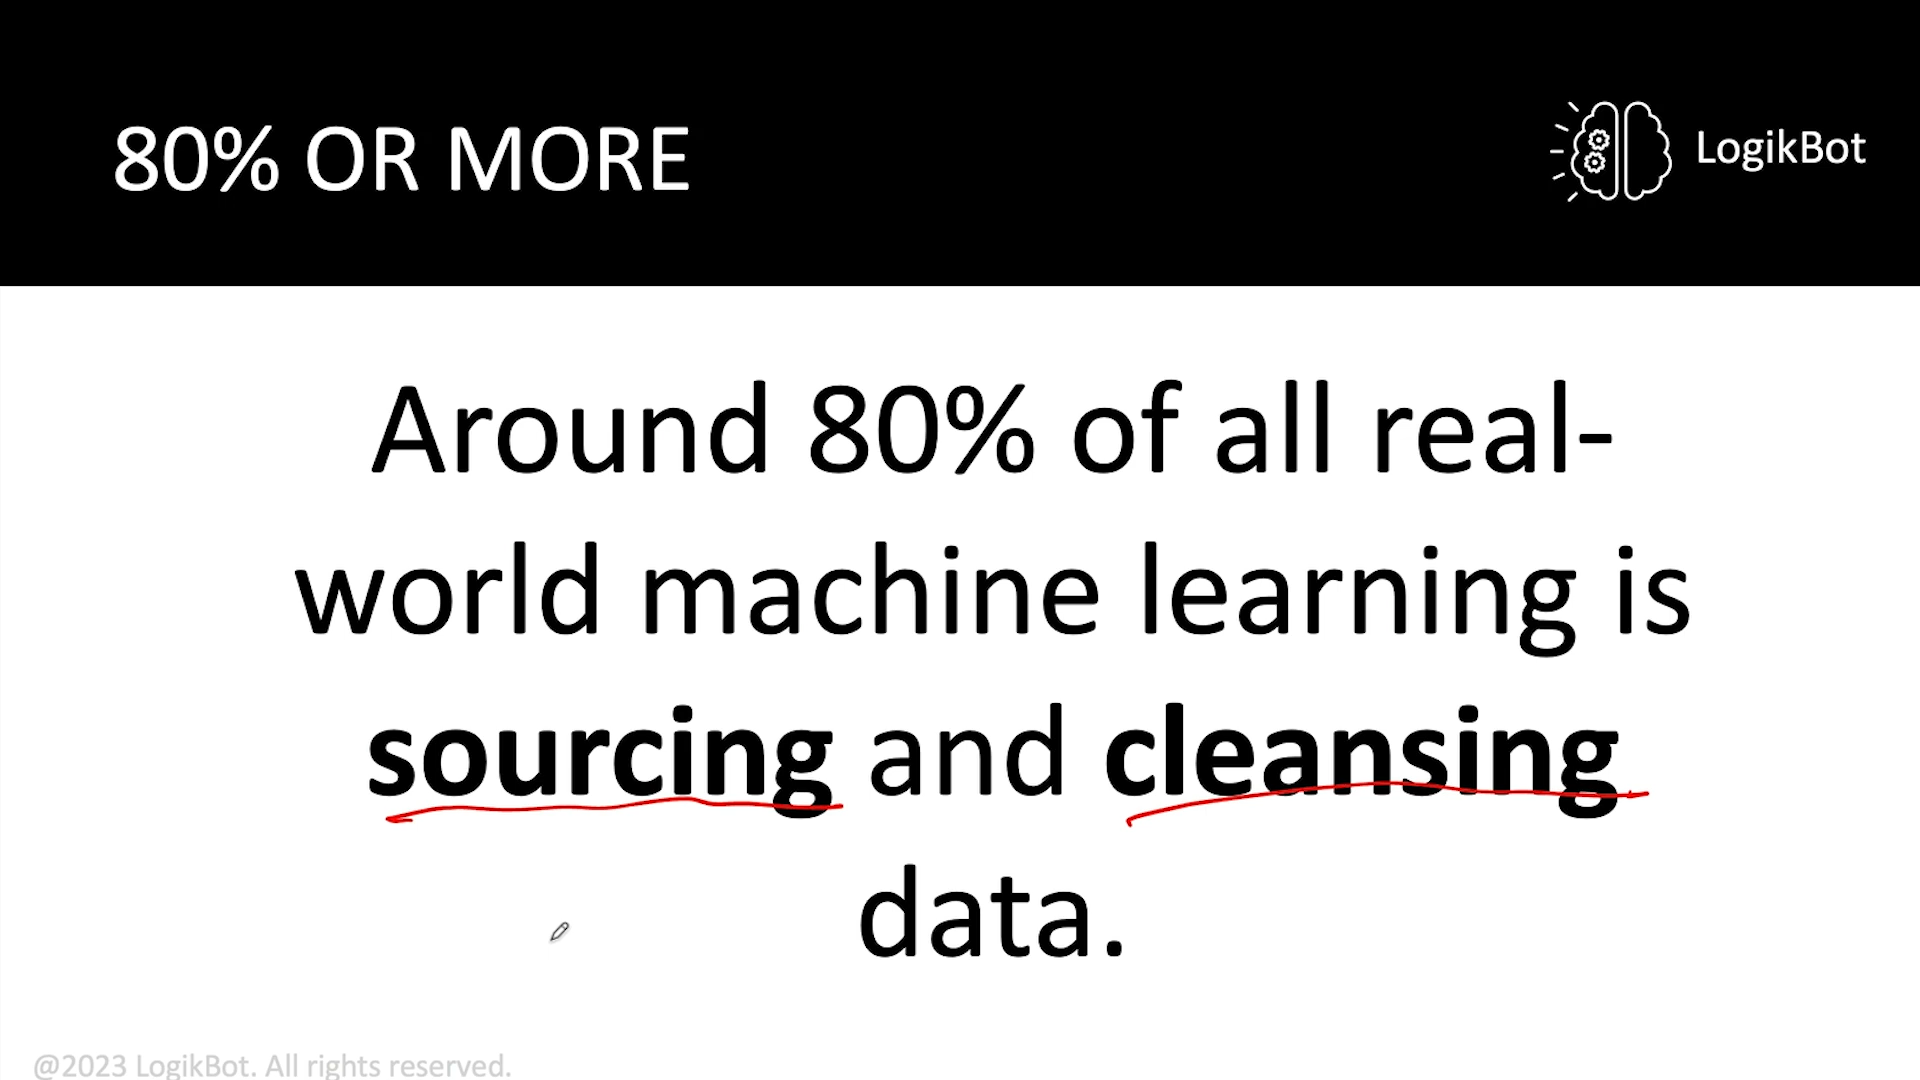 80% OR MORE
LogikBot
Around 80% of all real-
world machine learning is
sourcing and cleansing
data.
@2023 LogikBot. All rights reserved.